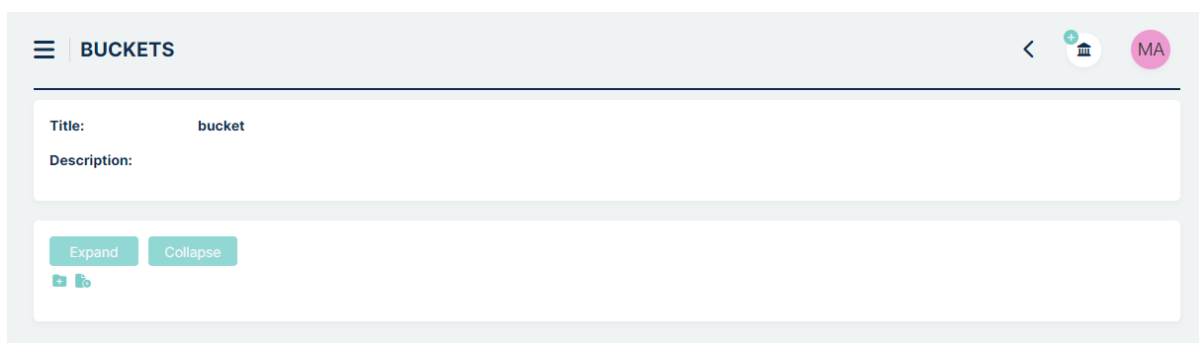 BUCKETS
MA
Title: bucket
Description:
Expand Collapse